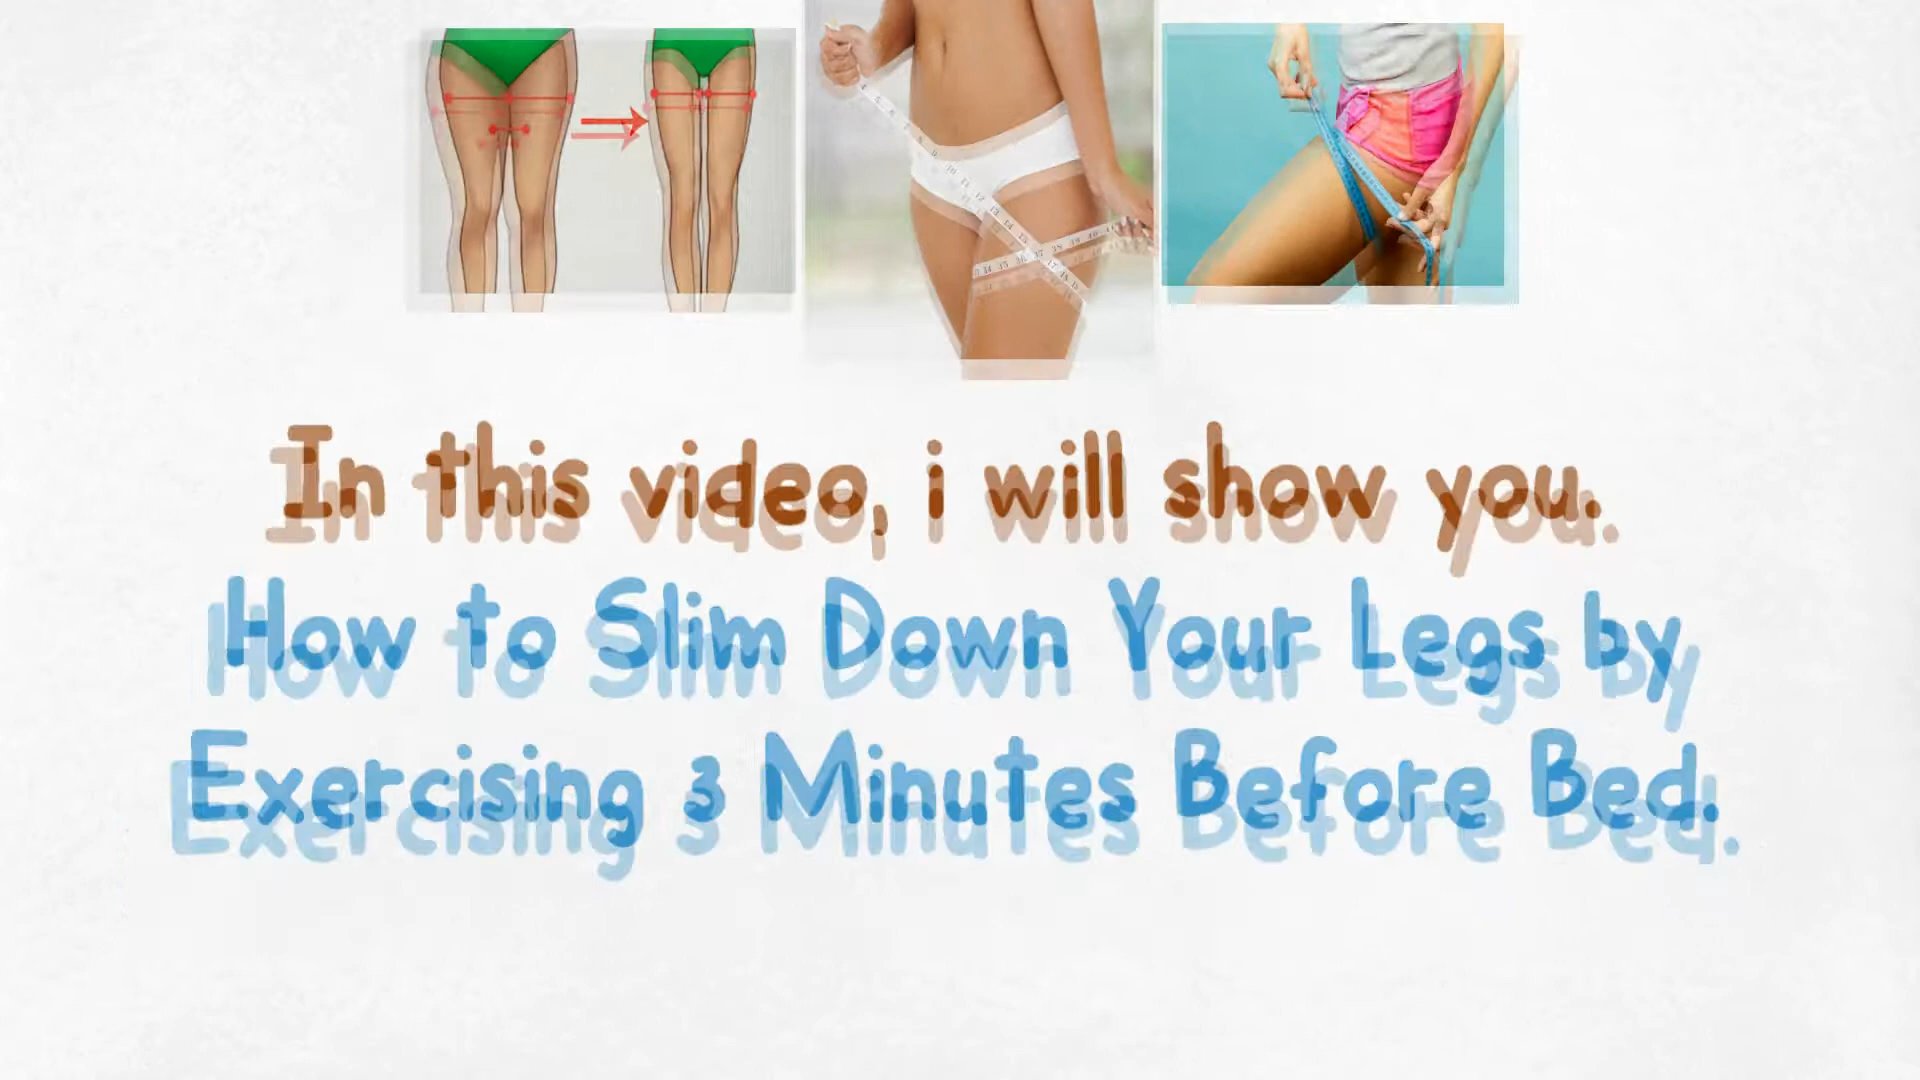 In this video, i will show you.
How to Slim Down Your Legs by
Exercising 3 Minutes Before Bed.